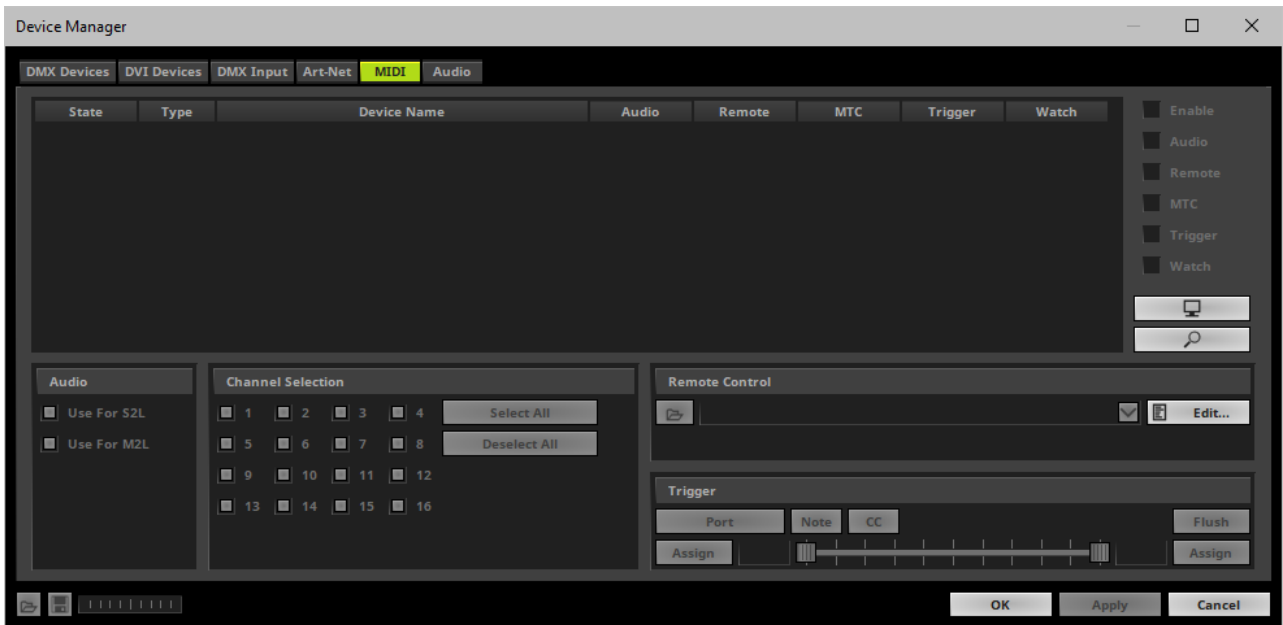 Device Manager
DMX Devices DVI Devices DMX Input Art-Net MIDI Audio
State Type Device Name Audio Remote MTC Trigger Watch
Enable
Audio
Remote
MTC
Trigger
Watch
Audio
Use For S2L
Use For M2L
Channel Selection
1 2 3 4 Select All
5 6 7 8 Deselect All
9 10 11 12
13 14 15 16
Remote Control
Edit...
Trigger
Port Note CC Flush
Assign Assign
OK Apply Cancel